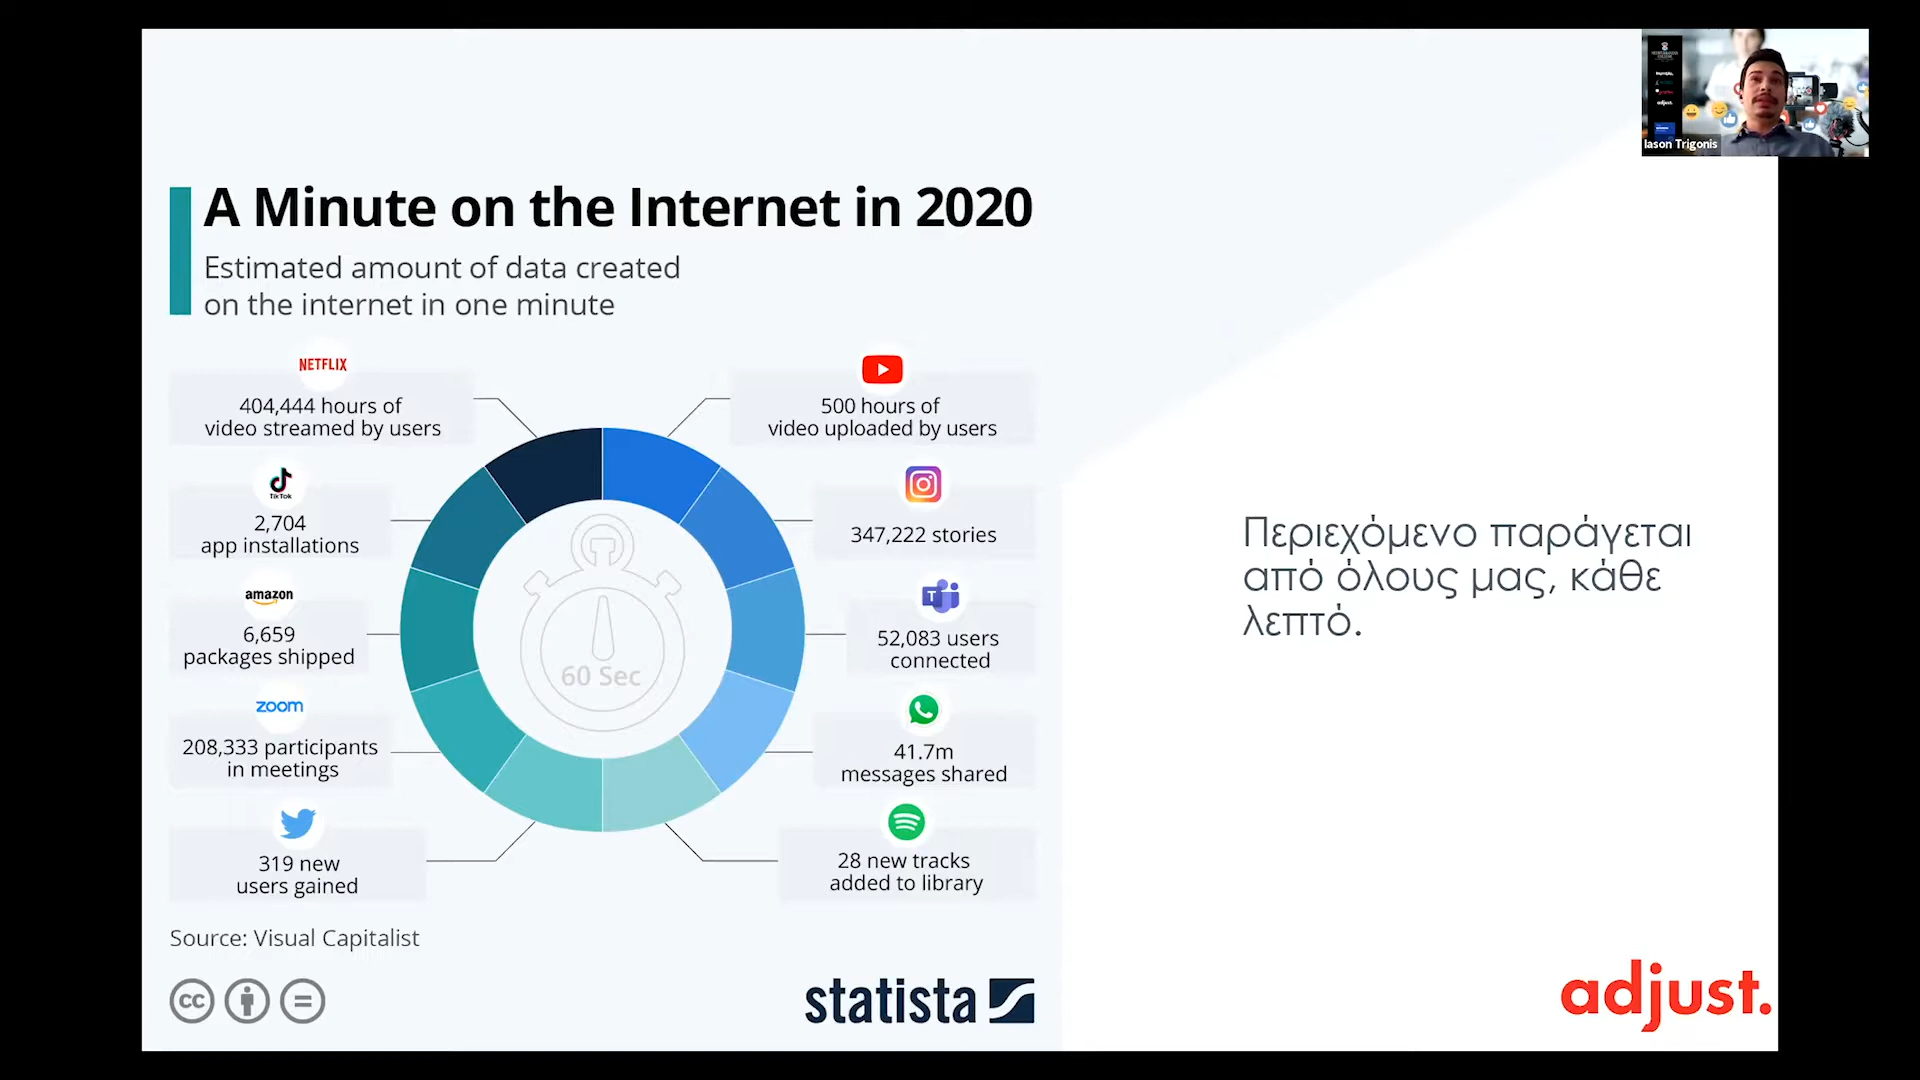 A Minute on the Internet in 2020
Estimated amount of data created
on the internet in one minute
NETFLIX
404,444 hours of
video streamed by users
500 hours of
video uploaded by users
TikTok
2,704
app installations
347,222 stories
amazon
6,659
packages shipped
T
52,083 users
connected
60 Sec
zoom
208,333 participants
in meetings
41.7m
messages shared
319 new
users gained
28 new tracks
added to library
Source: Visual Capitalist
cc
statista
Περιεχόμενο παράγεται
από όλους μας, κάθε
λεπτό.
adjust.
adjust.
Iason Trigonis